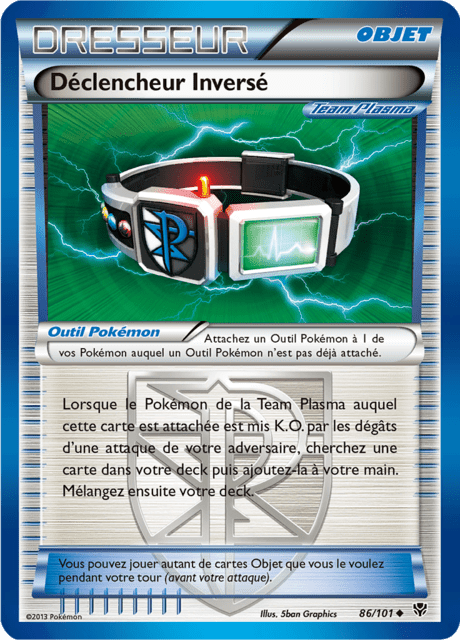 DRESSEUR
OBJET
Déclencheur Inversé
Team Plasma
Outil Pokémon
Attachez un Outil Pokémon à 1 de
vos Pokémon auquel un Outil Pokémon n'est pas déjà attaché.
Lorsque le Pokémon de la Team Plasma auquel
cette carte est attachée est mis K.O. par les dégâts
d'une attaque de votre adversaire, cherchez une
carte dans votre deck puis ajoutez-la à votre main.
Mélangez ensuite votre deck.
Vous pouvez jouer autant de cartes Objet que vous le voulez
pendant votre tour (avant votre attaque).
©2013 Pokémon
Illus. 5ban Graphics
86/101